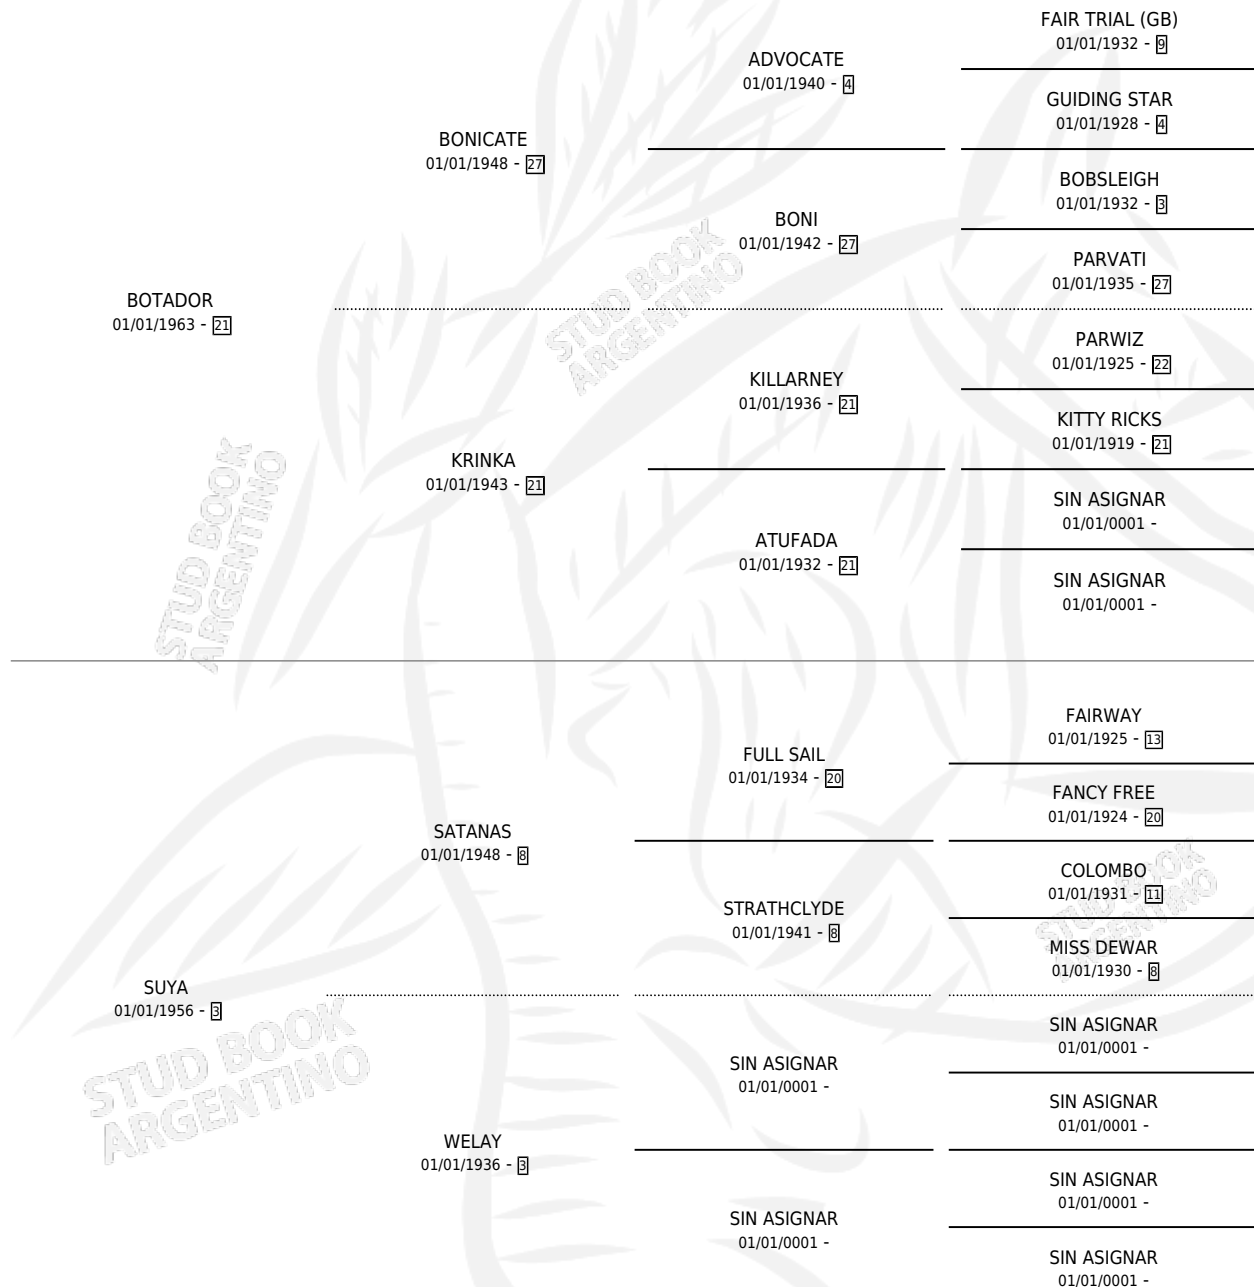 FAIR TRIAL (GB)
01/01/1932 - 9
ADVOCATE
01/01/1940 - 4
GUIDING STAR
01/01/1928 - 4
BONICATE
01/01/1948 - 27
BOBSLEIGH
01/01/1932 - 3
BONI
01/01/1942 - 27
PARVATI
01/01/1935 - 27
BOTADOR
01/01/1963 - 21
PARWIZ
01/01/1925 - 22
KILLARNEY
01/01/1936 - 21
KITTY RICKS
01/01/1919 - 21
KRINKA
01/01/1943 - 21
SIN ASIGNAR
01/01/0001 -
ATUFADA
01/01/1932 - 21
SIN ASIGNAR
01/01/0001 -
FAIRWAY
01/01/1925 - 13
FULL SAIL
01/01/1934 - 20
FANCY FREE
01/01/1924 - 20
SATANAS
01/01/1948 - 8
COLOMBO
01/01/1931 - 11
STRATHCLYDE
01/01/1941 - 8
MISS DEWAR
01/01/1930 - 8
SUYA
01/01/1956 - 3
SIN ASIGNAR
01/01/0001 -
SIN ASIGNAR
01/01/0001 -
SIN ASIGNAR
01/01/0001 -
WELAY
01/01/1936 - 3
SIN ASIGNAR
01/01/0001 -
SIN ASIGNAR
01/01/0001 -
SIN ASIGNAR
01/01/0001 -
STUD BOOK
ARGENTINO
STUD BOOK
ARGENTINO
STUD BOOK
ARGENTINO
STUD BOOK
ARGENTINO